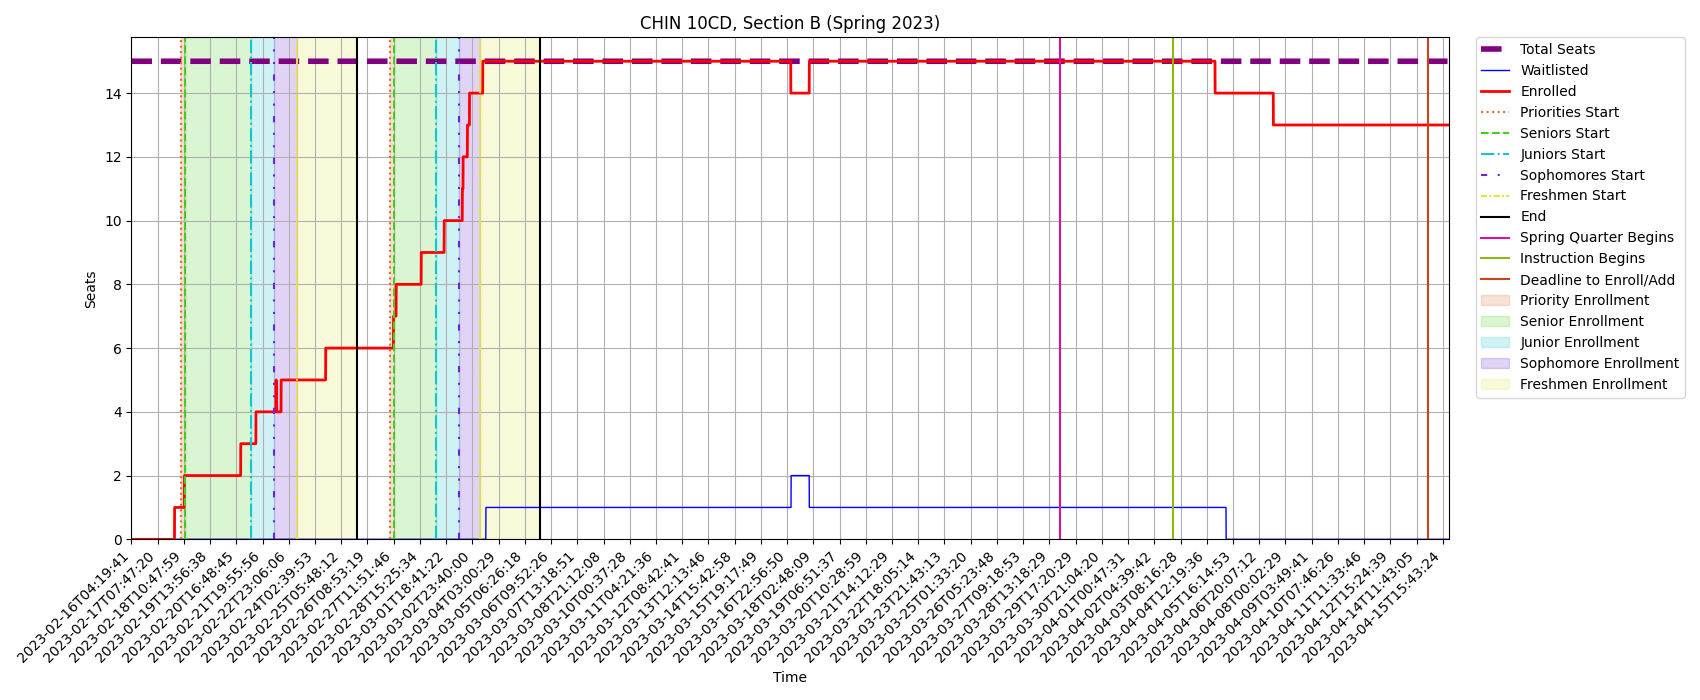 CHIN 10CD, Section B (Spring 2023)
Seats
14
12
10
8
6
4
2
0
2023-02-16T04:19:41
2023-02-17T07:47:20
2023-02-18T10:47:59
2023-02-19T13:56:38
2023-02-20T16:48:45
2023-02-21T19:55:56
2023-02-22T23:06:05
2023-02-24T02:39:53
2023-02-25T05:48:12
2023-02-26T08:53:19
2023-02-27T11:51:46
2023-02-28T15:25:34
2023-03-01T18:41:22
2023-03-02T23:40:00
2023-03-04T03:00:29
2023-03-05T06:26:18
2023-03-06T09:52:26
2023-03-07T13:18:51
2023-03-08T21:12:08
2023-03-10T00:37:28
2023-03-11T04:21:36
2023-03-12T08:42:41
2023-03-13T12:13:46
2023-03-14T15:42:58
2023-03-15T19:17:49
2023-03-16T22:56:50
2023-03-18T02:48:09
2023-03-19T06:51:37
2023-03-20T10:28:59
2023-03-21T14:12:29
2023-03-22T18:05:14
2023-03-23T21:43:13
2023-03-25T01:33:20
2023-03-26T05:23:48
2023-03-27T09:18:53
2023-03-28T13:18:29
2023-03-29T17:20:29
2023-03-30T21:04:20
2023-04-01T00:47:31
2023-04-02T04:39:42
2023-04-03T08:16:28
2023-04-04T12:19:36
2023-04-05T16:14:53
2023-04-06T20:07:12
2023-04-08T00:02:29
2023-04-09T03:49:41
2023-04-10T07:46:26
2023-04-11T11:33:46
2023-04-12T15:24:39
2023-04-14T11:43:05
2023-04-15T15:43:24
Time
Total Seats
Waitlisted
Enrolled
Priorities Start
Seniors Start
Juniors Start
Sophomores Start
Freshmen Start
End
Spring Quarter Begins
Instruction Begins
Deadline to Enroll/Add
Priority Enrollment
Senior Enrollment
Junior Enrollment
Sophomore Enrollment
Freshmen Enrollment